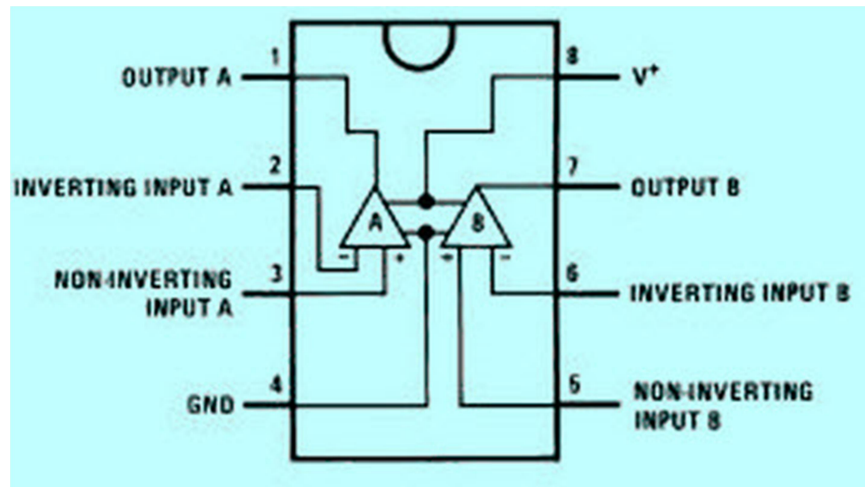 1
OUTPUT A
2
INVERTING INPUT A
3
NON-INVERTING
INPUT A
4
GND
8
V+
7
OUTPUT B
6
INVERTING INPUT B
5
NON-INVERTING
INPUT B
A
B
- +
+ -